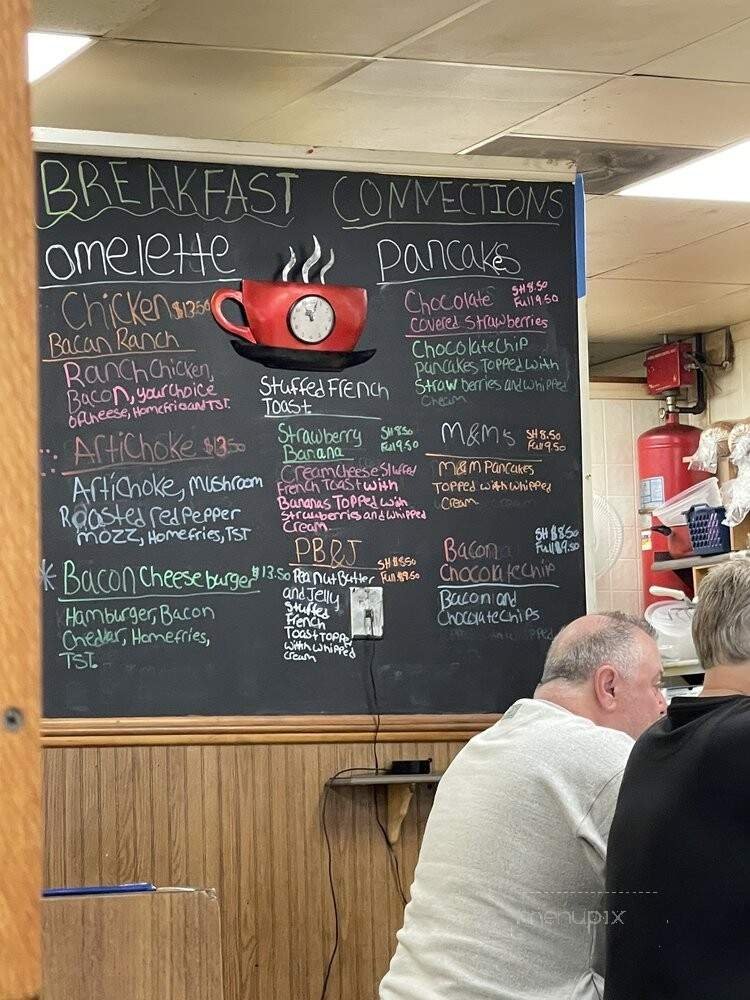 BREAKFAST CONNECTIONS
omelette
Chicken $13.50
Bacon Ranch
Ranch Chicken,
Bacon, your choice
of cheese, Homefries and TST.
Artichoke $13.50
Artichoke, Mushroom
Roasted red Pepper
mozz, Homefries, TST
* Bacon Cheeseburger $13.50
Hamburger, Bacon
Cheddar, Homefries,
TST.
Stuffed French
Toast
Strawberry SH 8.50
Banana Full 9.50
Cream cheese stuffed
French Toast with
Bananas Topped with
strawberries and whipped
Cream
PB&J SH 8.50
Full 9.50
Peanut Butter
and Jelly
Stuffed
French
Toast Topped
with whipped
cream
Pancakes
Chocolate SH 8.50
Full 9.50
covered strawberries
Chocolate chip
pancakes Topped with
strawberries and whipped
Cream
M&M's SH 8.50
Full 9.50
M&M Pancakes
Topped with whipped
Cream
Bacon SH 8.50
Full 9.50
Chocolate chip
Bacon and
Chocolate chips
menupix